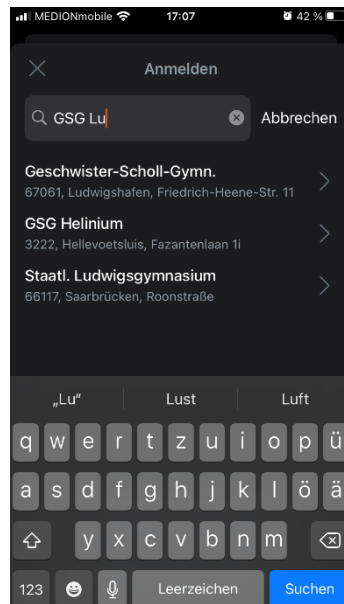 MEDIONmobile 17:07 42 %
Anmelden
GSG Lu Abbrechen
Geschwister-Scholl-Gymn.
67061, Ludwigshafen, Friedrich-Heene-Str. 11
GSG Helinium
3222, Hellevoetsluis, Fazantenlaan 1i
Staatl. Ludwigsgymnasium
66117, Saarbrücken, Roonstraße
„Lu“ Lust Luft
q w e r t z u i o p ü
a s d f g h j k l ö ä
y x c v b n m
123 Leerzeichen Suchen